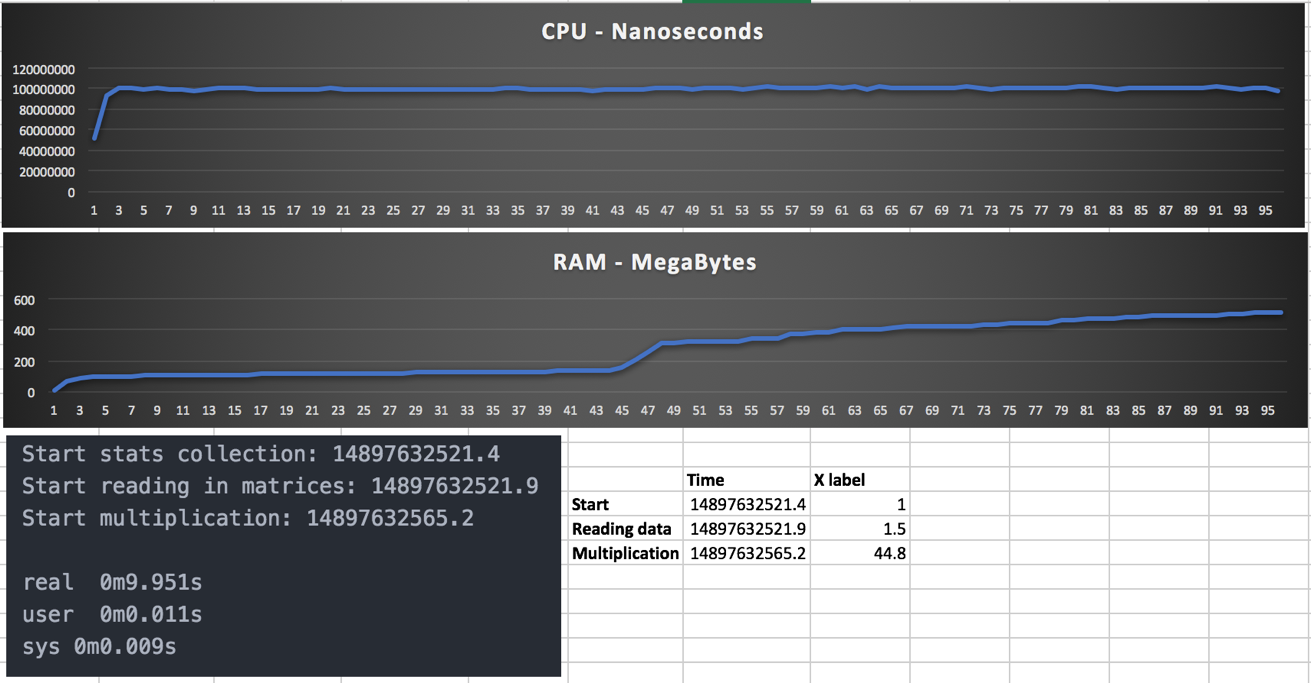 CPU - Nanoseconds
120000000
100000000
80000000
60000000
40000000
20000000
0
1 3 5 7 9 11 13 15 17 19 21 23 25 27 29 31 33 35 37 39 41 43 45 47 49 51 53 55 57 59 61 63 65 67 69 71 73 75 77 79 81 83 85 87 89 91 93 95
RAM - MegaBytes
600
400
200
0
1 3 5 7 9 11 13 15 17 19 21 23 25 27 29 31 33 35 37 39 41 43 45 47 49 51 53 55 57 59 61 63 65 67 69 71 73 75 77 79 81 83 85 87 89 91 93 95
Start stats collection: 14897632521.4
Start reading in matrices: 14897632521.9
Start multiplication: 14897632565.2
real 0m9.951s
user 0m0.011s
sys 0m0.009s
Time X label
Start 14897632521.4 1
Reading data 14897632521.9 1.5
Multiplication 14897632565.2 44.8